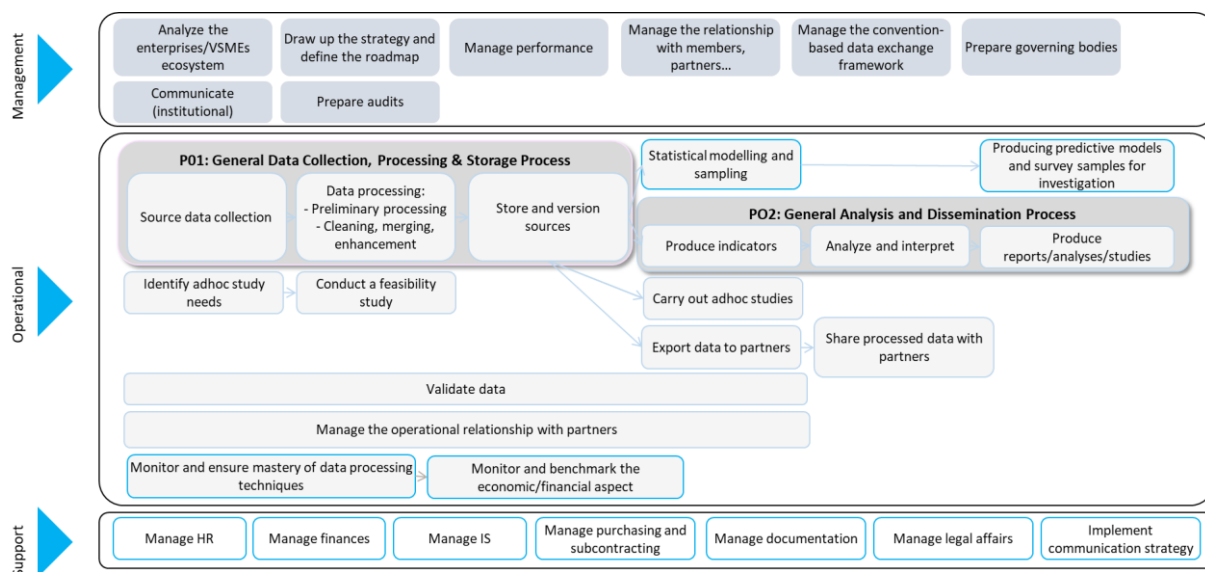 Management
Analyze the
enterprises/VSMEs
ecosystem
Draw up the strategy and
define the roadmap
Manage performance
Manage the relationship
with members,
partners...
Manage the convention-
based data exchange
framework
Prepare governing bodies
Communicate
(institutional)
Prepare audits
Operational
P01: General Data Collection, Processing & Storage Process
Source data collection
Data processing:
- Preliminary processing
- Cleaning, merging,
enhancement
Store and version
sources
Statistical modelling and
sampling
Producing predictive models
and survey samples for
investigation
PO2: General Analysis and Dissemination Process
Produce indicators
Analyze and interpret
Produce
reports/analyses/studies
Identify adhoc study
needs
Conduct a feasibility
study
Carry out adhoc studies
Export data to partners
Share processed data with
partners
Validate data
Manage the operational relationship with partners
Monitor and ensure mastery of data processing
techniques
Monitor and benchmark the
economic/financial aspect
Support
Manage HR
Manage finances
Manage IS
Manage purchasing and
subcontracting
Manage documentation
Manage legal affairs
Implement
communication strategy